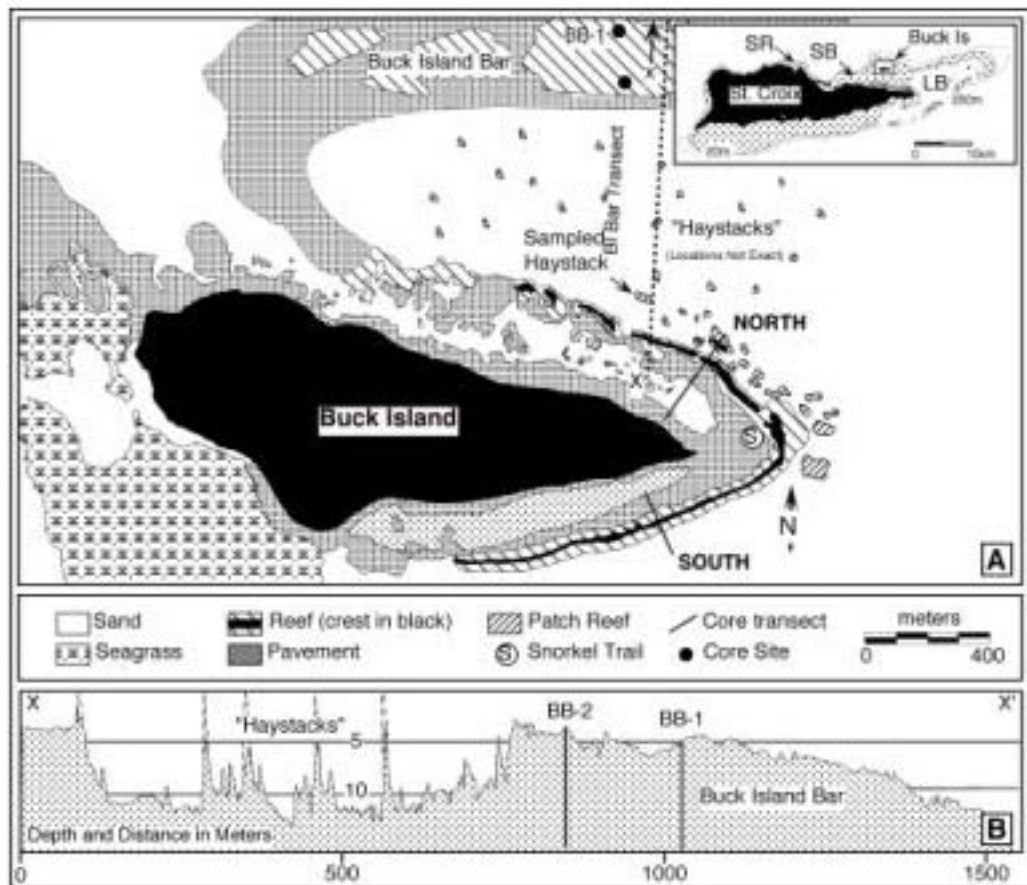 BB-1
Buck Island Bar
SR
SB
Buck Is
St. Croix
LB
20m
0
10km
BI Bar Transect
"Haystacks"
(Locations Not Exact)
Sampled
Haystack
NORTH
X
Buck Island
S
N
SOUTH
A
Sand
Reef (crest in black)
Patch Reef
Core transect
meters
Seagrass
Pavement
S Snorkel Trail
Core Site
0 400
X
X'
"Haystacks"
5
BB-2
BB-1
10
Buck Island Bar
Depth and Distance in Meters
B
0 500 1000 1500